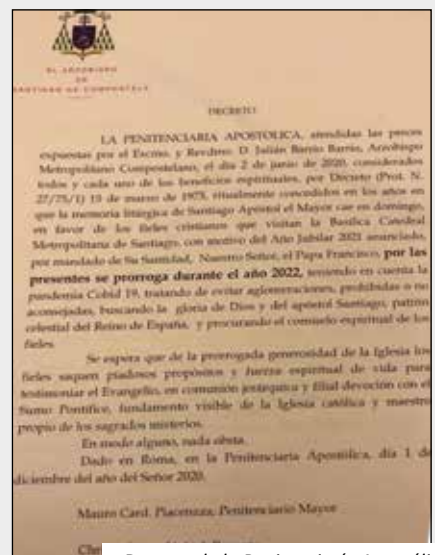 EL ARZOBISPO
DE
SANTIAGO DE COMPOSTELA
DECRETO
LA PENITENCIARIA APOSTOLICA, atendidas las preces
expuestas por el Excmo. y Revdmo. D. Julián Barrio Barrio, Arzobispo
Metropolitano Compostelano, el día 2 de junio de 2020, considerados
todos y cada uno de los beneficios espirituales, por Decreto (Prot. N.
27/75/1) 15 de marzo de 1975, ritualmente concedidos en los años en
que la memoria litúrgica de Santiago Apostol el Mayor cae en domingo,
en favor de los fieles cristianos que visitan la Basílica Catedral
Metropolitana de Santiago, con motivo del Año Jubilar 2021 anunciado,
por mandado de Su Santidad, Nuestro Señor, el Papa Francisco, por las
presentes se prorroga durante el año 2022, teniendo en cuenta la
pandemia Cobid 19, tratando de evitar aglomeraciones, prohibidas o no
aconsejadas, buscando la gloria de Dios y del apóstol Santiago, patrón
celestial del Reino de España, y procurando el consuelo espiritual de los
fieles.
Se espera que de la prorrogada generosidad de la Iglesia los
fieles saquen piadosos propósitos y fuerza espiritual de vida para
testimoniar el Evangelio, en comunión jerárquica y filial devoción con el
Sumo Pontífice, fundamento visible de la Iglesia católica y maestro
propio de los sagrados misterios.
En modo alguno, nada obsta.
Dado en Roma, en la Penitenciaria Apostólica, día 1 de
diciembre del año del Señor 2020.
Mauro Card. Piacenza, Penitenciario Mayor